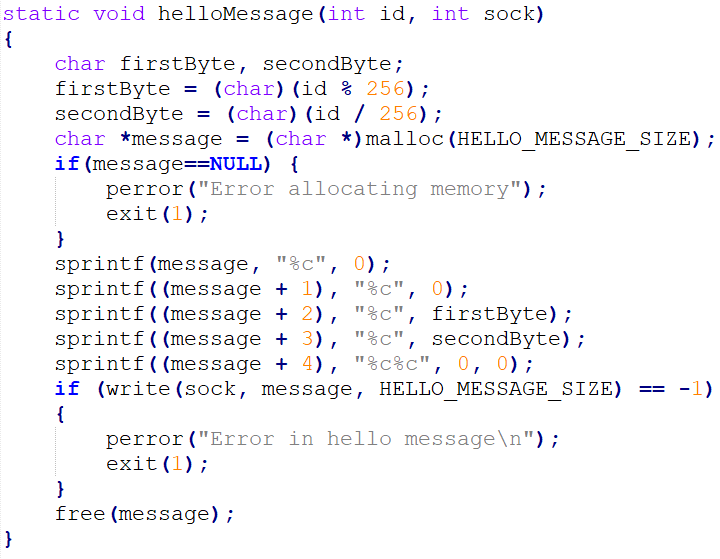 static void helloMessage(int id, int sock)
{
    char firstByte, secondByte;
    firstByte = (char)(id % 256);
    secondByte = (char)(id / 256);
    char *message = (char *)malloc(HELLO_MESSAGE_SIZE);
    if(message==NULL) {
        perror("Error allocating memory");
        exit(1);
    }
    sprintf(message, "%c", 0);
    sprintf((message + 1), "%c", 0);
    sprintf((message + 2), "%c", firstByte);
    sprintf((message + 3), "%c", secondByte);
    sprintf((message + 4), "%c%c", 0, 0);
    if (write(sock, message, HELLO_MESSAGE_SIZE) == -1)
    {
        perror("Error in hello message\n");
        exit(1);
    }
    free(message);
}